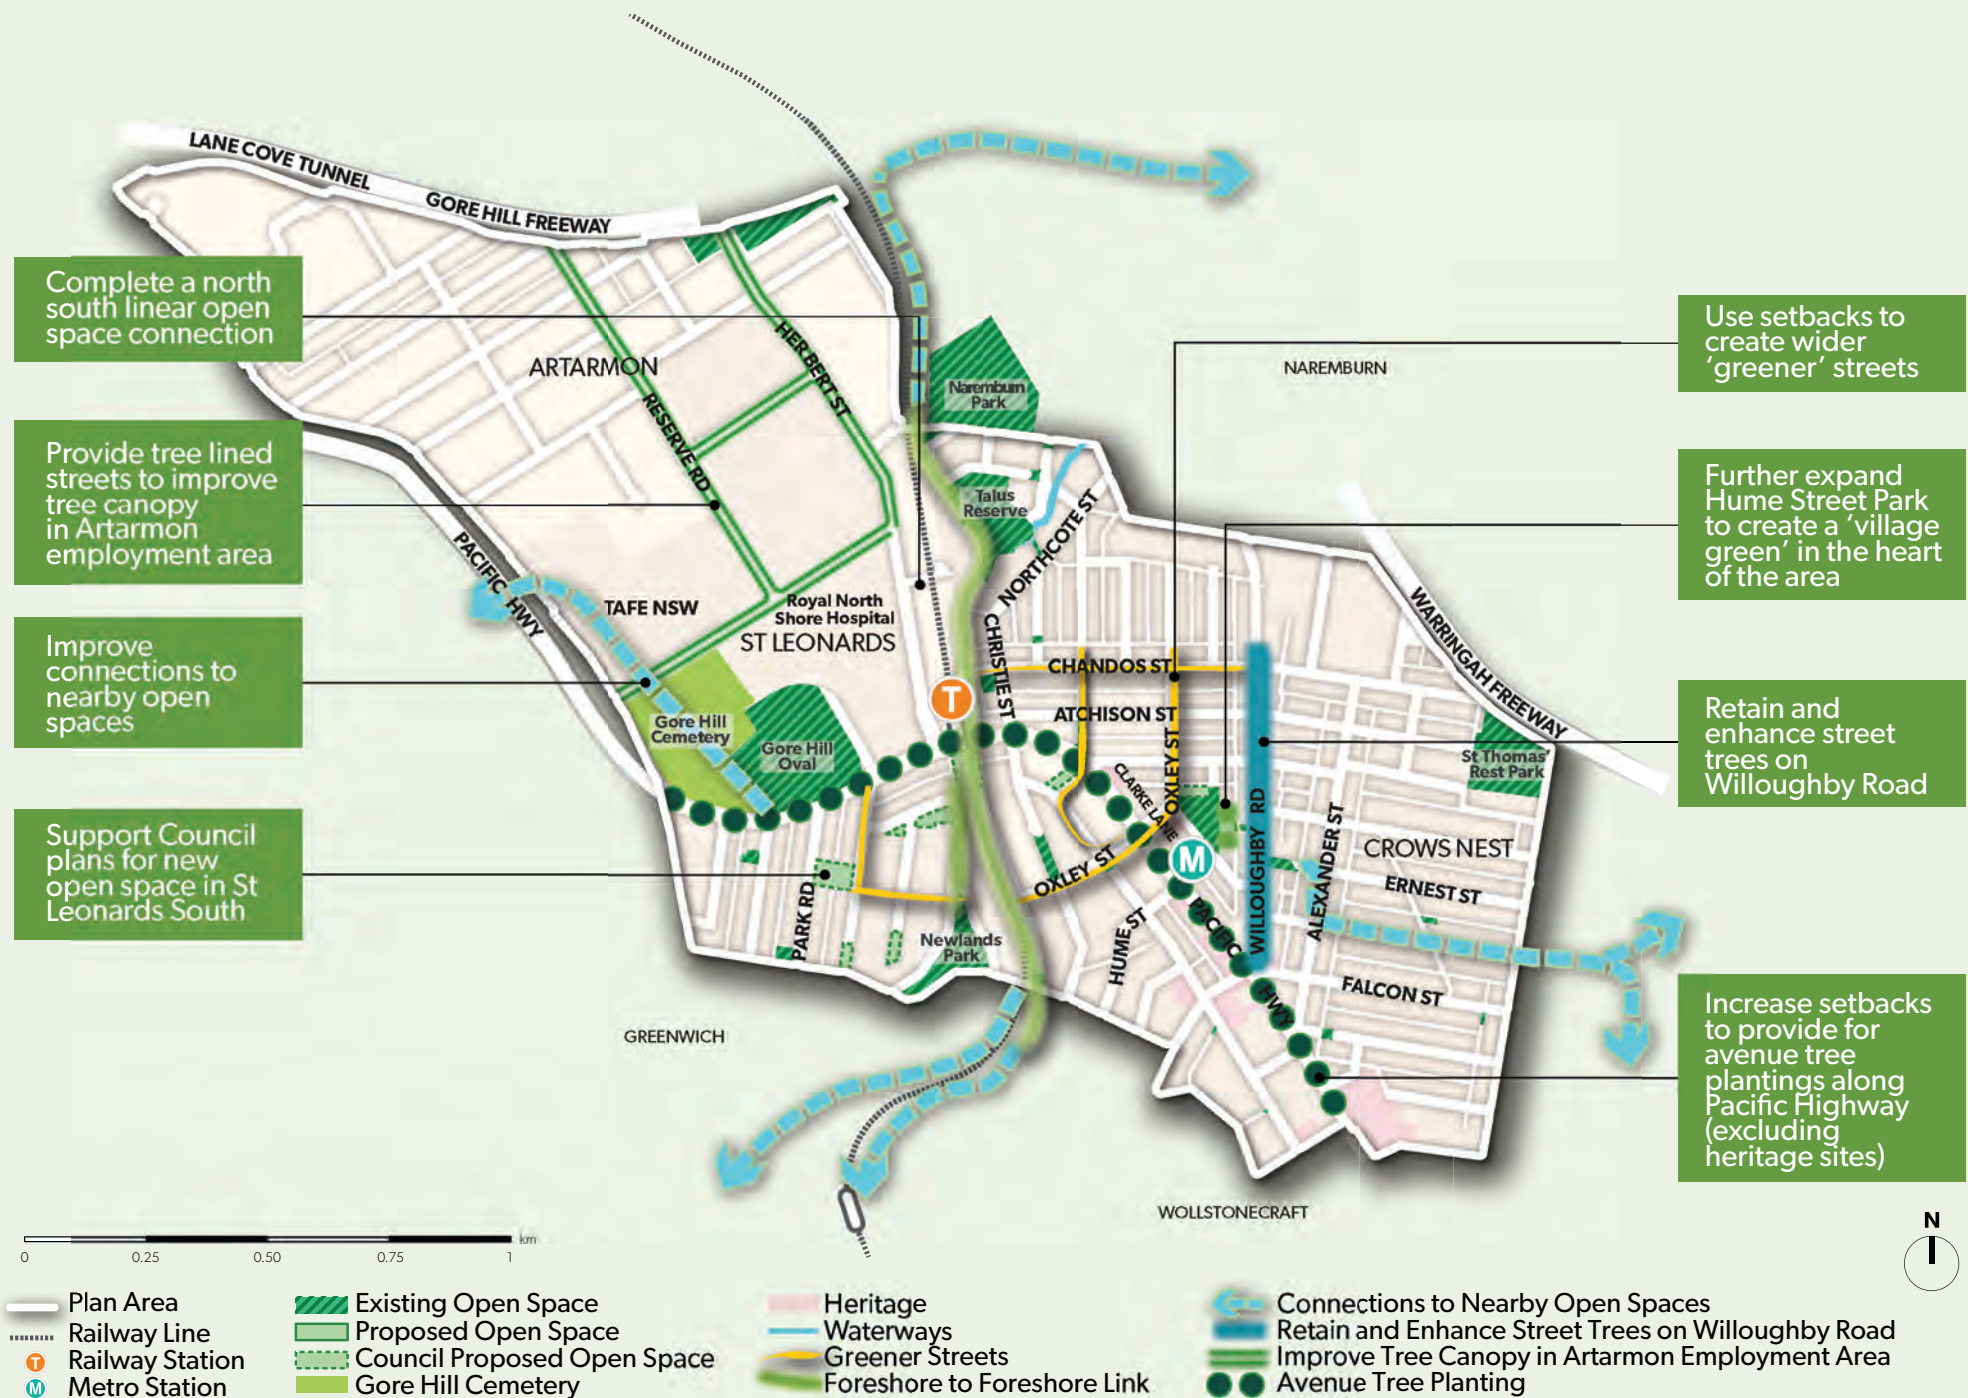 LANE COVE TUNNEL
GORE HILL FREEWAY
Complete a north
south linear open
space connection
Provide tree lined
streets to improve
tree canopy
in Artarmon
employment area
Improve
connections to
nearby open
spaces
Support Council
plans for new
open space in St
Leonards South
Use setbacks to
create wider
‘greener’ streets
Further expand
Hume Street Park
to create a ‘village
green’ in the heart
of the area
Retain and
enhance street
trees on
Willoughby Road
Increase setbacks
to provide for
avenue tree
plantings along
Pacific Highway
(excluding
heritage sites)
ARTARMON
HERBERT ST
RESERVE RD
NAREMBURN
Naremburn
Park
Talus
Reserve
NORTHCOTE ST
PACIFIC HWY
TAFE NSW
Royal North
Shore Hospital
ST LEONARDS
CHRISTIE ST
WARRINGAH FREEWAY
CHANDOS ST
ATCHISON ST
OXLEY ST
CLARKE LANE
T
Gore Hill
Cemetery
Gore Hill
Oval
St Thomas'
Rest Park
WILLOUGHBY RD
ALEXANDER ST
CROWS NEST
ERNEST ST
M
OXLEY ST
PARK RD
Newlands
Park
HUME ST
PACIFIC HWY
FALCON ST
GREENWICH
WOLLSTONECRAFT
N
km
0 0.25 0.50 0.75 1
Plan Area
Railway Line
T Railway Station
M Metro Station
Existing Open Space
Proposed Open Space
Council Proposed Open Space
Gore Hill Cemetery
Heritage
Waterways
Greener Streets
Foreshore to Foreshore Link
Connections to Nearby Open Spaces
Retain and Enhance Street Trees on Willoughby Road
Improve Tree Canopy in Artarmon Employment Area
Avenue Tree Planting